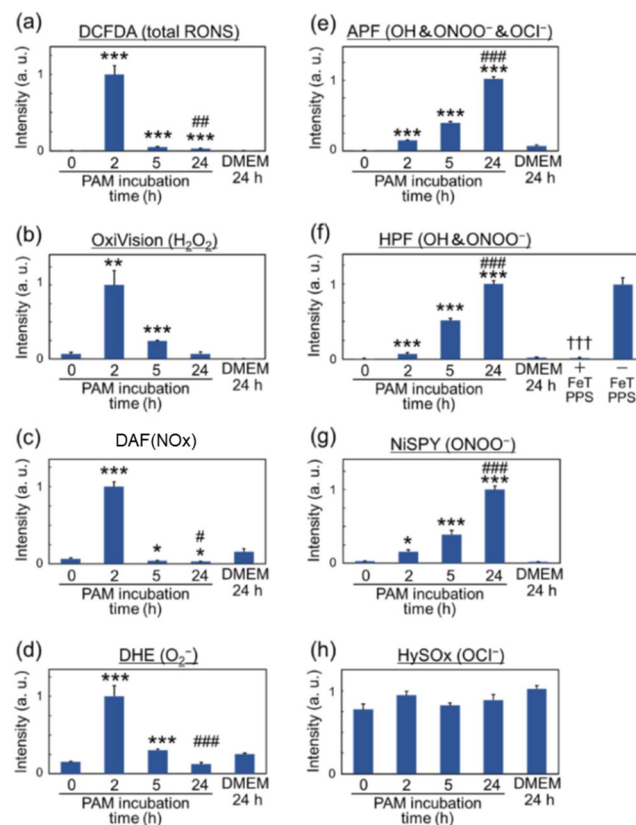 (a)
DCFDA (total RONS)
Intensity (a. u.)
1
0
***
***
##
***
0 2 5 24 DMEM
PAM incubation 24 h
time (h)
(b)
OxiVision (H₂O₂)
Intensity (a. u.)
1
0
**
***
0 2 5 24 DMEM
PAM incubation 24 h
time (h)
(c)
DAF(NOx)
Intensity (a. u.)
1
0
***
*
#
*
0 2 5 24 DMEM
PAM incubation 24 h
time (h)
(d)
DHE (O₂⁻)
Intensity (a. u.)
1
0
***
***
###
0 2 5 24 DMEM
PAM incubation 24 h
time (h)
(e)
APF (OH&ONOO⁻&OCl⁻)
Intensity (a. u.)
1
0
***
***
###
***
0 2 5 24 DMEM
PAM incubation 24 h
time (h)
(f)
HPF (OH&ONOO⁻)
Intensity (a. u.)
1
0
***
***
###
***
†††
0 2 5 24 DMEM + −
PAM incubation 24 h FeT FeT
time (h) PPS PPS
(g)
NiSPY (ONOO⁻)
Intensity (a. u.)
1
0
*
***
###
***
0 2 5 24 DMEM
PAM incubation 24 h
time (h)
(h)
HySOx (OCl⁻)
Intensity (a. u.)
1
0
0 2 5 24 DMEM
PAM incubation 24 h
time (h)